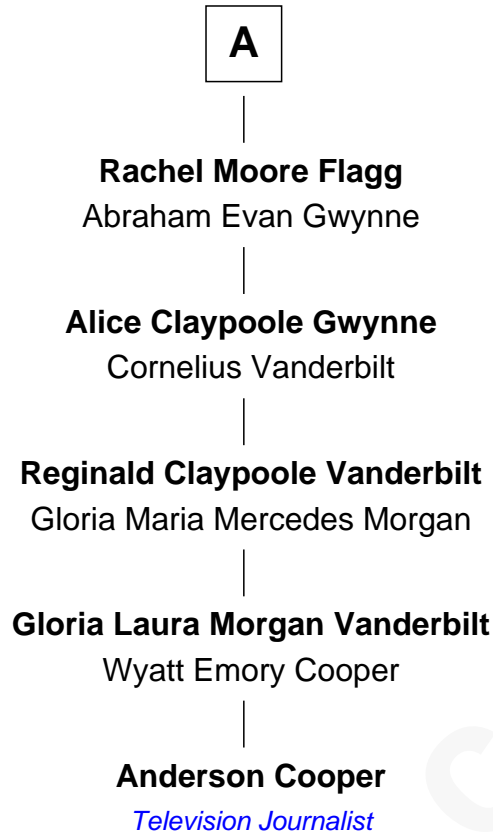 A
Rachel Moore Flagg
Abraham Evan Gwynne
Alice Claypoole Gwynne
Cornelius Vanderbilt
Reginald Claypoole Vanderbilt
Gloria Maria Mercedes Morgan
Gloria Laura Morgan Vanderbilt
Wyatt Emory Cooper
Anderson Cooper
Television Journalist